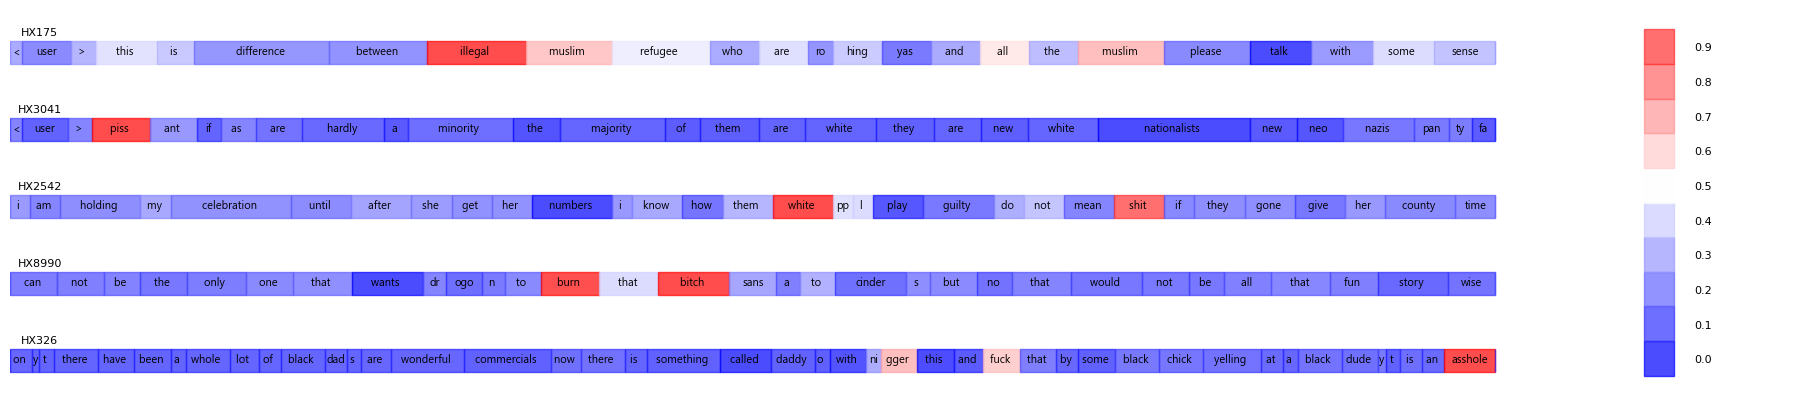 HX175
< user > this is difference between illegal muslim refugee who are ro hing yas and all the muslim please talk with some sense
HX3041
< user > piss ant if as are hardly a minority the majority of them are white they are new white nationalists new neo nazis pan ty fa
HX2542
i am holding my celebration until after she get her numbers i know how them white pp l play guilty do not mean shit if they gone give her county time
HX8990
can not be the only one that wants dr ogo n to burn that bitch sans a to cinder s but no that would not be all that fun story wise
HX326
on y t there have been a whole lot of black dad s are wonderful commercials now there is something called daddy o with ni gger this and fuck that by some black chick yelling at a black dude y t is an asshole
0.9
0.8
0.7
0.6
0.5
0.4
0.3
0.2
0.1
0.0